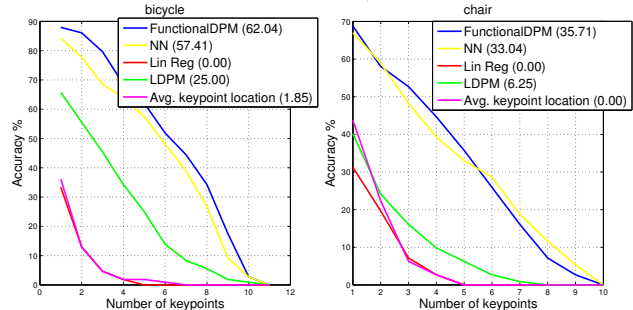 bicycle
90
80
70
60
50
40
30
20
10
0
Accuracy %
FunctionalDPM (62.04)
NN (57.41)
Lin Reg (0.00)
LDPM (25.00)
Avg. keypoint location (1.85)
0 2 4 6 8 10 12
Number of keypoints
chair
70
60
50
40
30
20
10
0
Accuracy %
FunctionalDPM (35.71)
NN (33.04)
Lin Reg (0.00)
LDPM (6.25)
Avg. keypoint location (0.00)
1 2 3 4 5 6 7 8 9 10
Number of keypoints